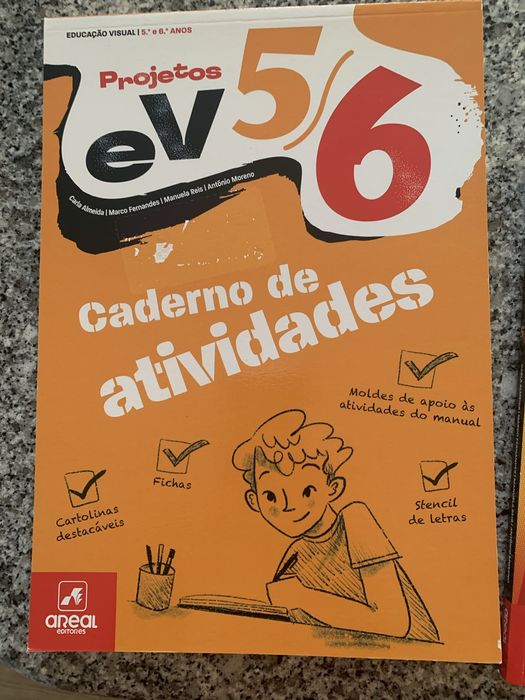 EDUCAÇÃO VISUAL | 5.º e 6.º ANOS
Projetos
eV
5/6
Carla Almeida | Marco Fernandes | Manuela Reis | António Moreno
Caderno de
atividades
Moldes de apoio às
atividades do manual
Fichas
Cartolinas
destacáveis
Stencil
de letras
AREAL
EDITORES